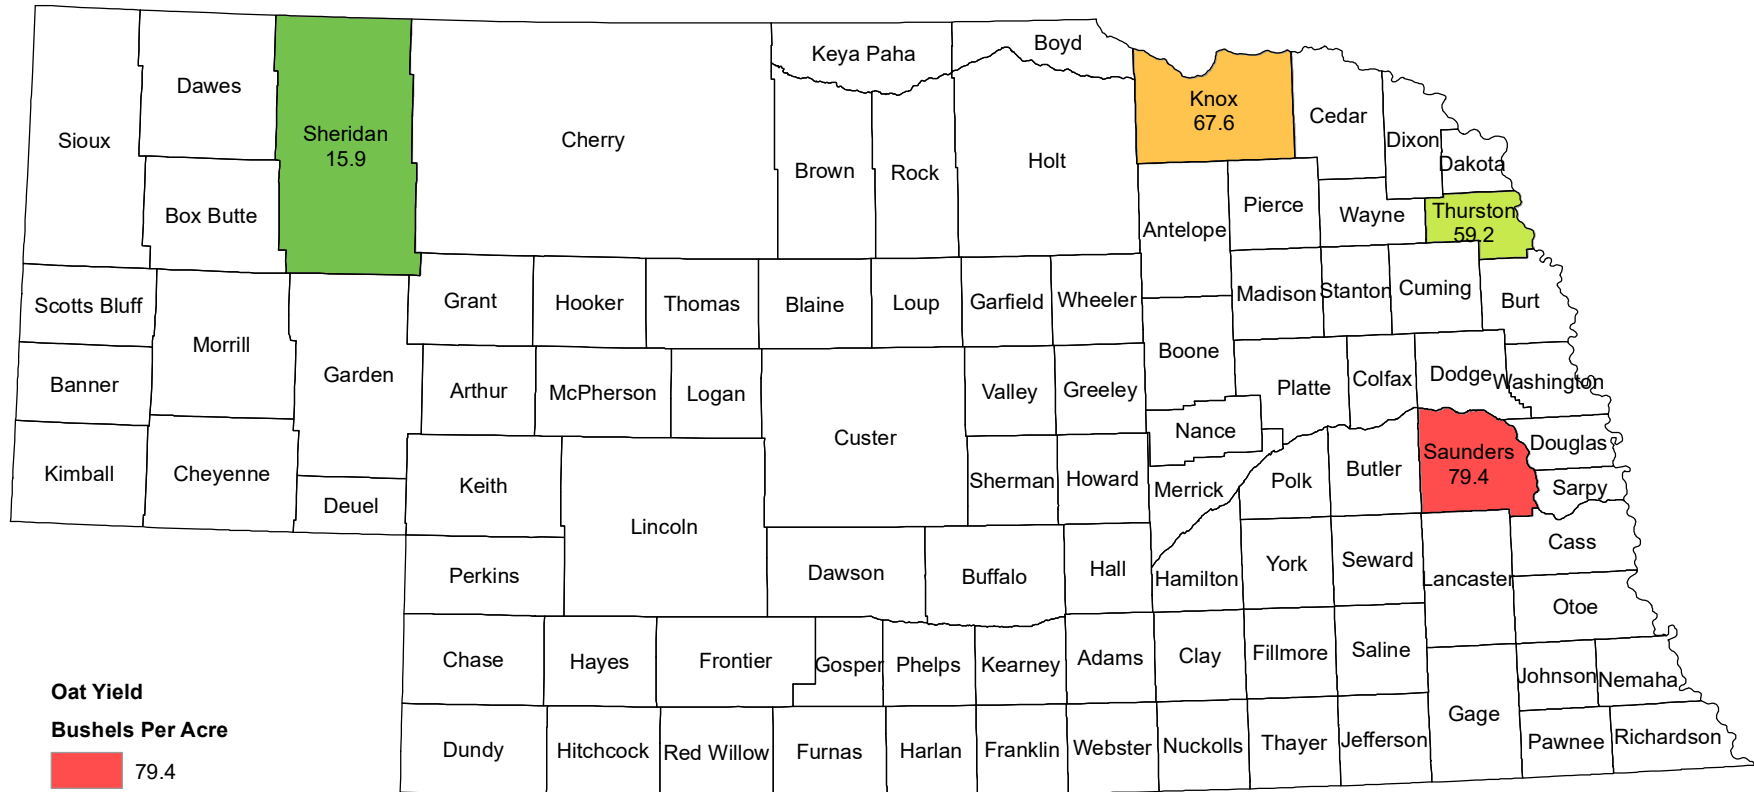 Boyd
Keya Paha
Dawes
Knox
67.6
Cedar
Sheridan
15.9
Sioux
Cherry
Dixon
Holt
Dakota
Brown
Rock
Pierce
Thurston
59.2
Box Butte
Wayne
Antelope
Cuming
Madison
Stanton
Grant
Hooker
Thomas
Blaine
Loup
Garfield
Wheeler
Burt
Scotts Bluff
Morrill
Boone
Garden
Dodge
Washington
Colfax
Banner
Platte
Arthur
McPherson
Logan
Valley
Greeley
Nance
Custer
Douglas
Saunders
79.4
Kimball
Cheyenne
Butler
Keith
Sherman
Howard
Merrick
Polk
Sarpy
Deuel
Lincoln
Cass
Perkins
Dawson
Buffalo
Hall
Hamilton
York
Seward
Lancaster
Otoe
Chase
Hayes
Frontier
Gosper
Phelps
Kearney
Adams
Clay
Fillmore
Saline
Johnson
Nemaha
Oat Yield
Gage
Bushels Per Acre
Dundy
Hitchcock
Red Willow
Furnas
Harlan
Franklin
Webster
Nuckolls
Thayer
Jefferson
Pawnee
Richardson
79.4